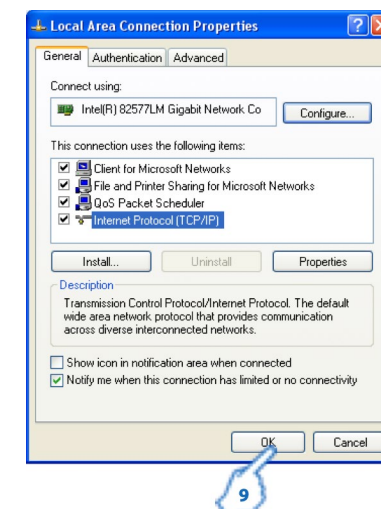 Local Area Connection Properties
General Authentication Advanced
Connect using:
Intel(R) 82577LM Gigabit Network Co Configure...
This connection uses the following items:
Client for Microsoft Networks
File and Printer Sharing for Microsoft Networks
QoS Packet Scheduler
Internet Protocol (TCP/IP)
Install... Uninstall Properties
Description
Transmission Control Protocol/Internet Protocol. The default
wide area network protocol that provides communication
across diverse interconnected networks.
Show icon in notification area when connected
Notify me when this connection has limited or no connectivity
OK Cancel
9